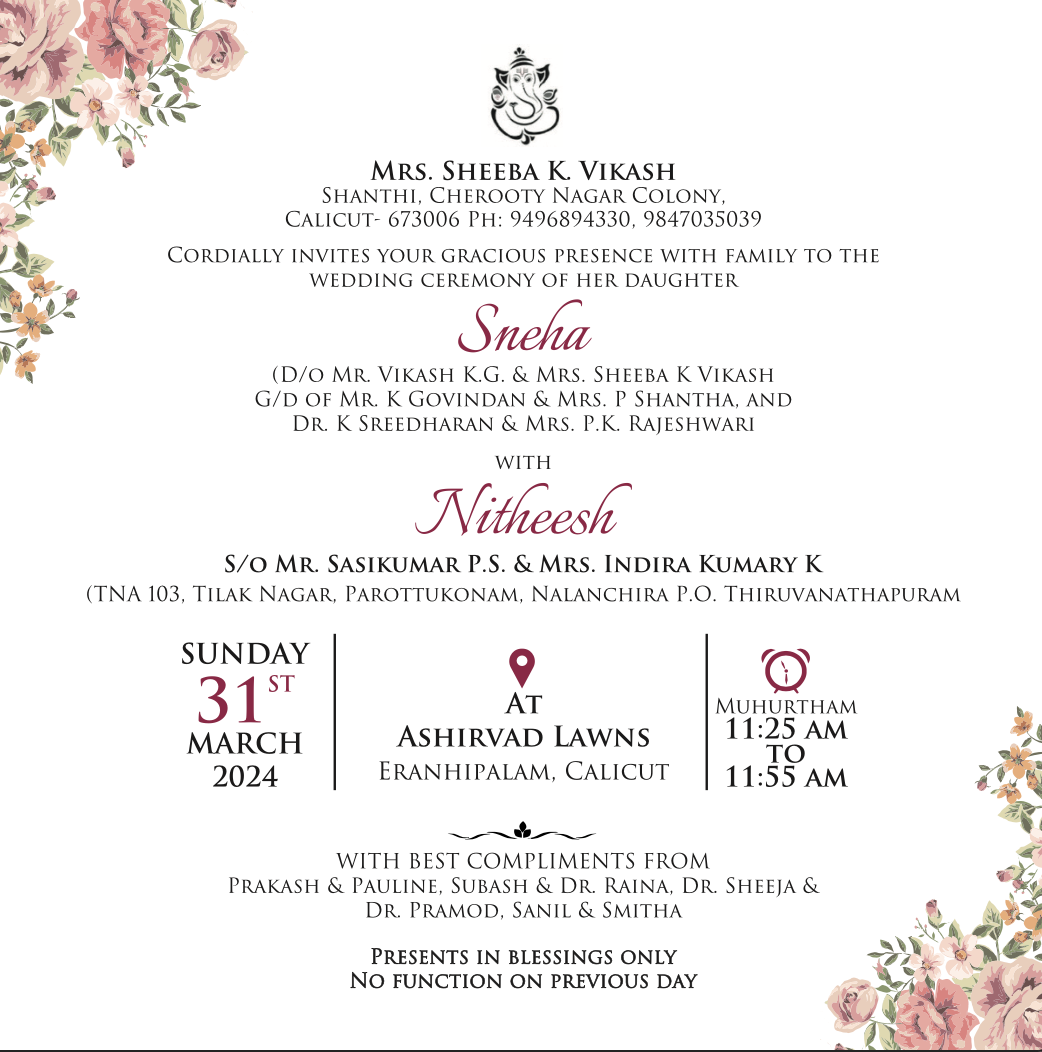 Mrs. Sheeba K. Vikash
Shanthi, Cherooty Nagar Colony,
Calicut- 673006 Ph: 9496894330, 9847035039
Cordially invites your gracious presence with family to the
wedding ceremony of her daughter
Sneha
(D/o Mr. Vikash K.G. & Mrs. Sheeba K Vikash
G/d of Mr. K Govindan & Mrs. P Shantha, and
Dr. K Sreedharan & Mrs. P.K. Rajeshwari
with
Nitheesh
S/o Mr. Sasikumar P.S. & Mrs. Indira Kumary K
(TNA 103, Tilak Nagar, Parottukonam, Nalanchira P.O. Thiruvanathapuram
SUNDAY
31ST
MARCH
2024
At
Ashirvad Lawns
Eranhipalam, Calicut
Muhurtham
11:25 AM
TO
11:55 AM
WITH BEST COMPLIMENTS FROM
Prakash & Pauline, Subash & Dr. Raina, Dr. Sheeja &
Dr. Pramod, Sanil & Smitha
Presents in blessings only
No function on previous day